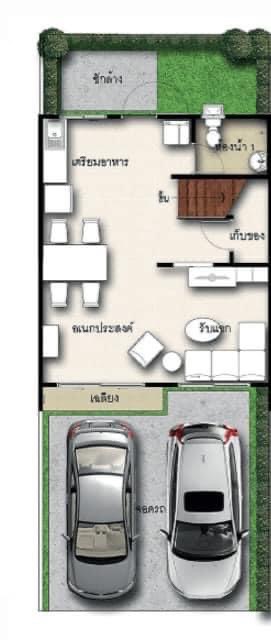 ซักล้าง
ห้องน้ำ 1
เตรียมอาหาร
ขึ้น
เก็บของ
อเนกประสงค์
รับแขก
เฉลียง
จอดรถ